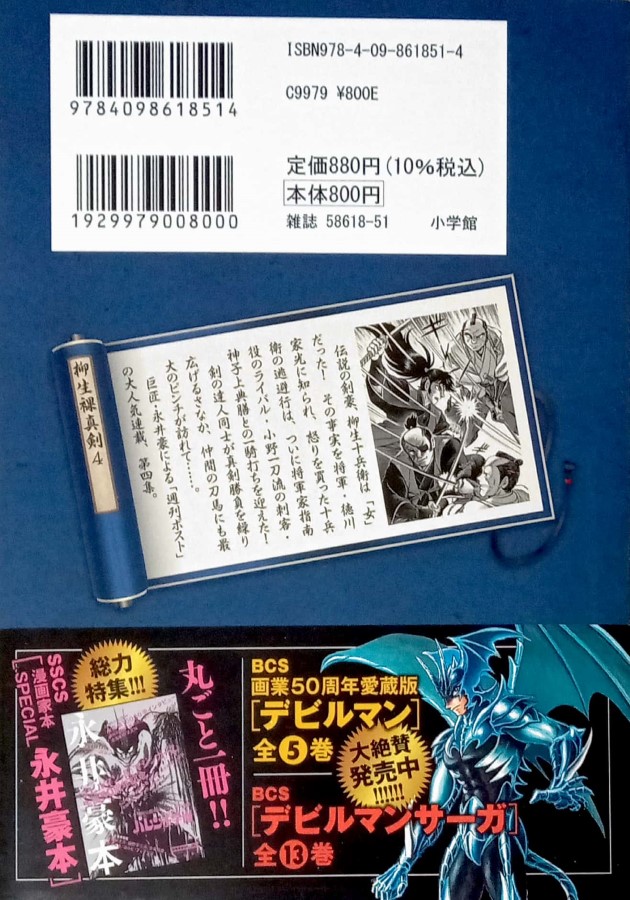 ISBN978-4-09-861851-4
9784098618514
C9979 ¥800E
定価880円(10%税込)
本体800円
1929979008000
雑誌 58618-51
小学館
柳生裸真剣 4
伝説の剣豪、柳生十兵衛は「女」
だった! その事実を将軍・徳川
家光に知られ、怒りを買った十兵
衛の逃避行は、ついに将軍家指南
役のライバル・小野一刀流の刺客・
神子上典膳との一騎打ちを迎えた!
剣の達人同士が真剣勝負を繰り
広げるさなか、仲間の刀馬にも最
大のピンチが訪れて……。
巨匠・永井豪による「週刊ポスト」
の大人気連載、第四集。
丸ごと一冊!!
総力
特集!!!
永井豪本
SSCS
[漫画家本
SPECIAL
永井豪本]
BCS
画業50周年愛蔵版
[デビルマン]
全5巻
大絶賛
発売中
!!!!!!
BCS
[デビルマンサーガ]
全13巻